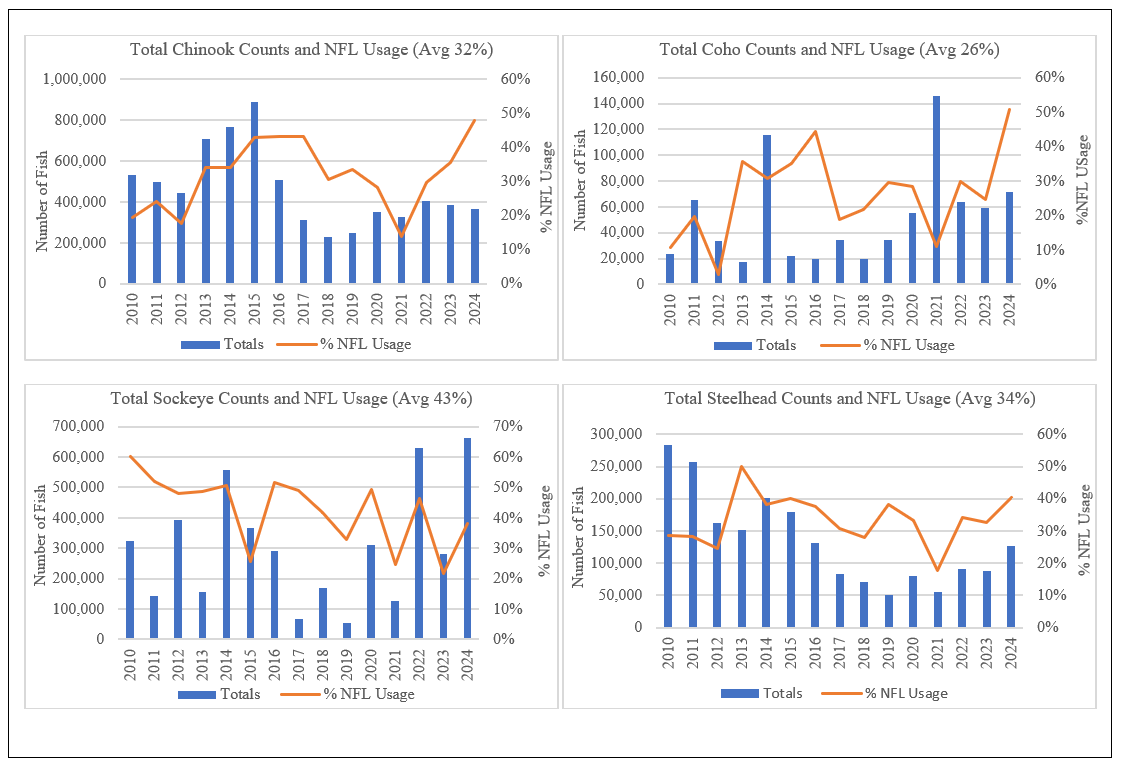 Total Chinook Counts and NFL Usage (Avg 32%)
Number of Fish
1,000,000
800,000
600,000
400,000
200,000
0
60%
50%
40%
30%
20%
10%
0%
% NFL Usage
2010 2011 2012 2013 2014 2015 2016 2017 2018 2019 2020 2021 2022 2023 2024
Totals % NFL Usage
Total Coho Counts and NFL Usage (Avg 26%)
Number of Fish
160,000
140,000
120,000
100,000
80,000
60,000
40,000
20,000
0
60%
50%
40%
30%
20%
10%
0%
%NFL USage
2010 2011 2012 2013 2014 2015 2016 2017 2018 2019 2020 2021 2022 2023 2024
Totals % NFL Usage
Total Sockeye Counts and NFL Usage (Avg 43%)
Number of Fish
700,000
600,000
500,000
400,000
300,000
200,000
100,000
0
70%
60%
50%
40%
30%
20%
10%
0%
% NFL Usage
2010 2011 2012 2013 2014 2015 2016 2017 2018 2019 2020 2021 2022 2023 2024
Totals % NFL Usage
Total Steelhead Counts and NFL Usage (Avg 34%)
Number of Fish
300,000
250,000
200,000
150,000
100,000
50,000
0
60%
50%
40%
30%
20%
10%
0%
% NFL Usage
2010 2011 2012 2013 2014 2015 2016 2017 2018 2019 2020 2021 2022 2023 2024
Totals % NFL Usage